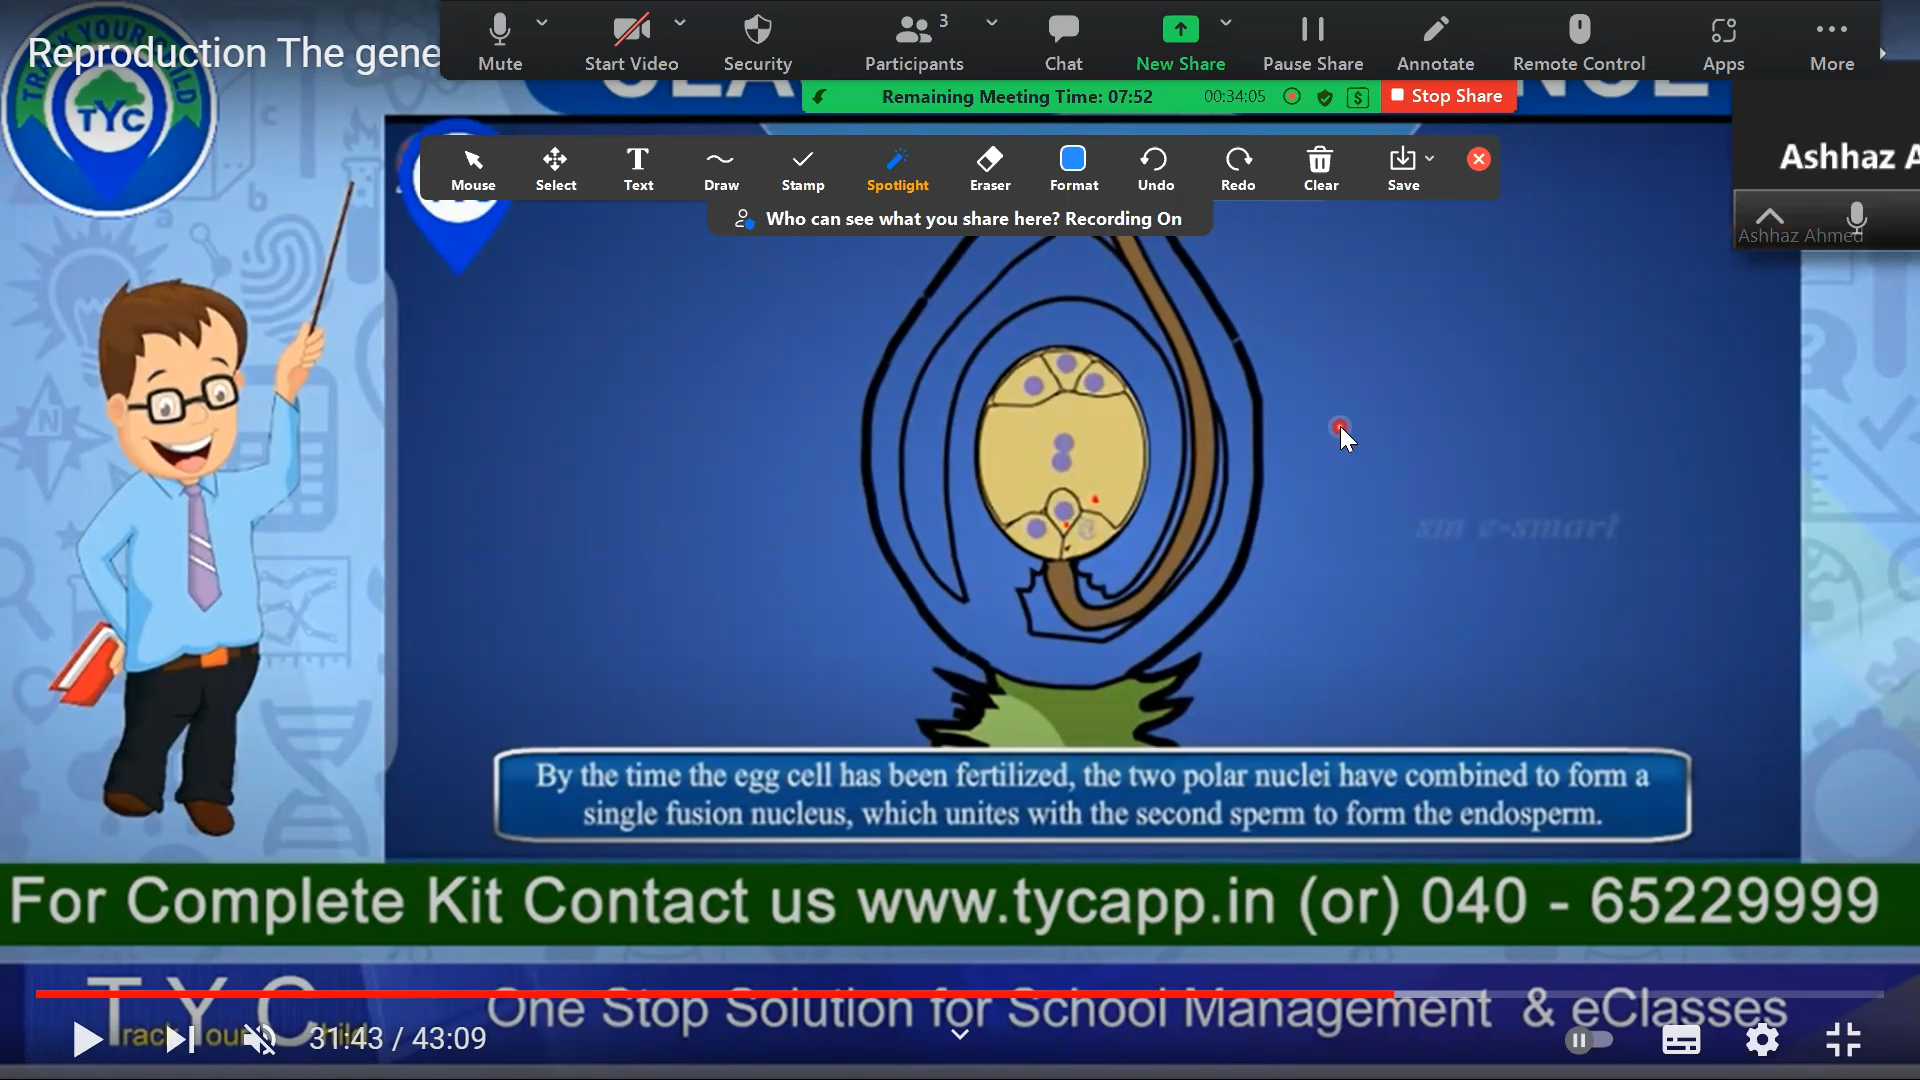 Reproduction The gene
Mute
Start Video
Security
Participants
3
Chat
New Share
Pause Share
Annotate
Remote Control
Apps
More
Remaining Meeting Time: 07:52
00:34:05
Stop Share
TYC
Mouse
Select
Text
Draw
Stamp
Spotlight
Eraser
Format
Undo
Redo
Clear
Save
Who can see what you share here? Recording On
Ashhaz A
Ashhaz Ahmed
sm e-smart
By the time the egg cell has been fertilized, the two polar nuclei have combined to form a
single fusion nucleus, which unites with the second sperm to form the endosperm.
For Complete Kit Contact us www.tycapp.in (or) 040 - 65229999
T Y C
One Stop Solution for School Management & eClasses
31:43 / 43:09